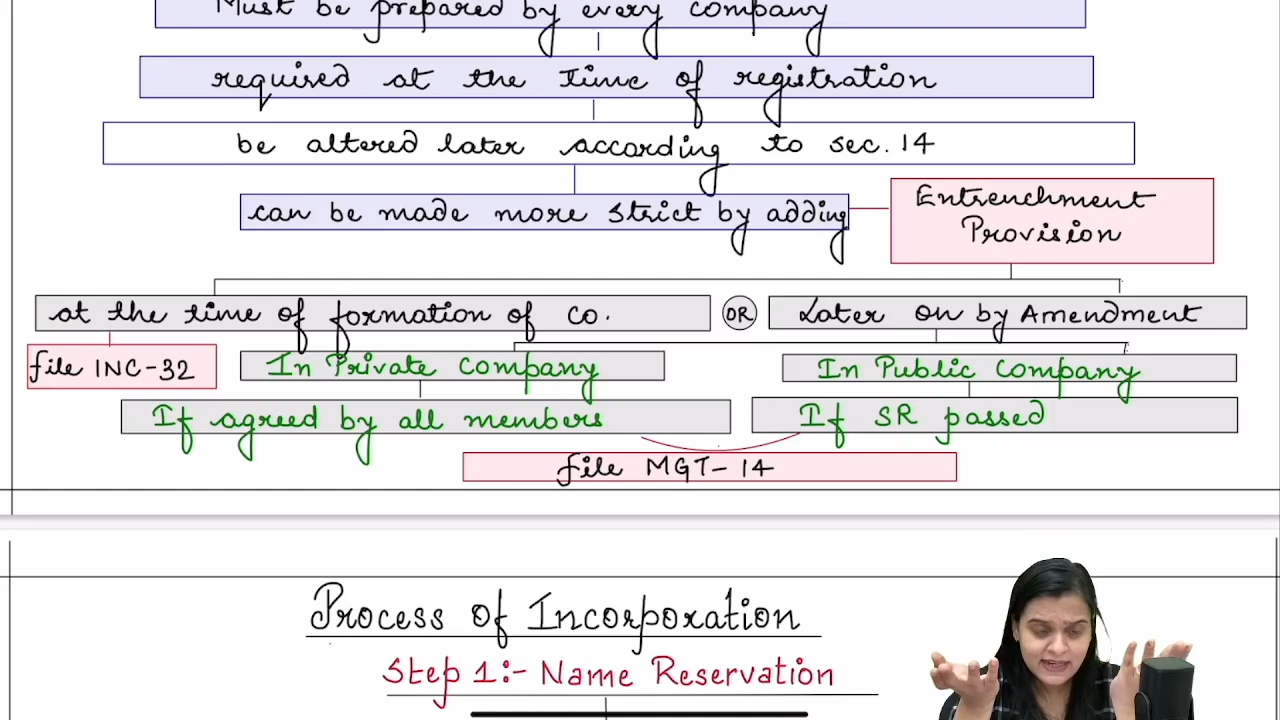 Must be prepared by every company
required at the time of registration
be altered later according to sec. 14
can be made more strict by adding
Entrenchment
Provision
at the time of formation of co.
OR
Later on by Amendment
file INC-32
In Private Company
In Public Company
If agreed by all members
If SR passed
file MGT-14
Process of Incorporation
Step 1:- Name Reservation